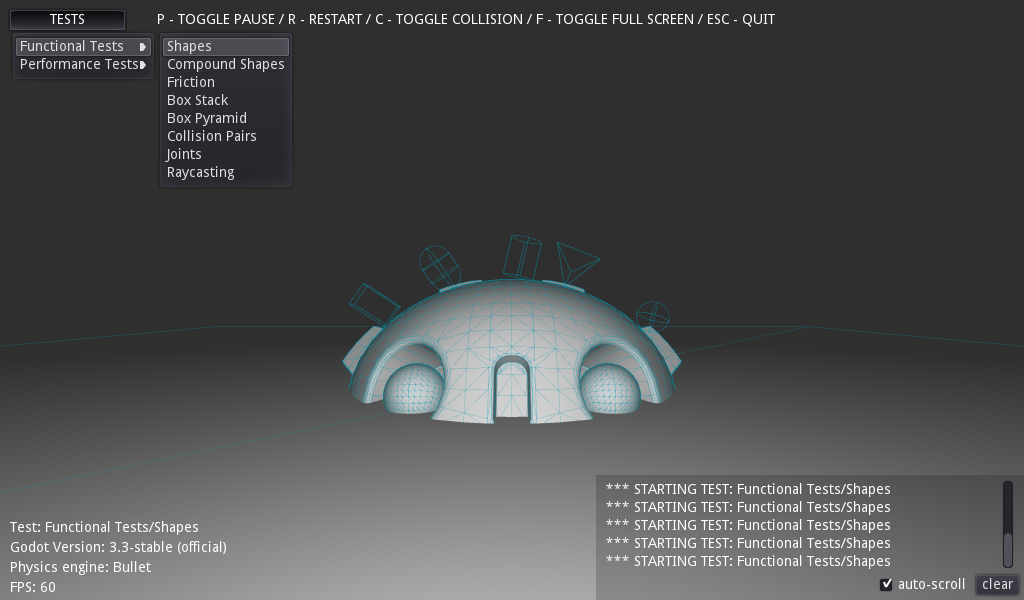 TESTS
P - TOGGLE PAUSE / R - RESTART / C - TOGGLE COLLISION / F - TOGGLE FULL SCREEN / ESC - QUIT
Functional Tests
Performance Tests
Shapes
Compound Shapes
Friction
Box Stack
Box Pyramid
Collision Pairs
Joints
Raycasting
*** STARTING TEST: Functional Tests/Shapes
*** STARTING TEST: Functional Tests/Shapes
*** STARTING TEST: Functional Tests/Shapes
*** STARTING TEST: Functional Tests/Shapes
*** STARTING TEST: Functional Tests/Shapes
auto-scroll
clear
Test: Functional Tests/Shapes
Godot Version: 3.3-stable (official)
Physics engine: Bullet
FPS: 60